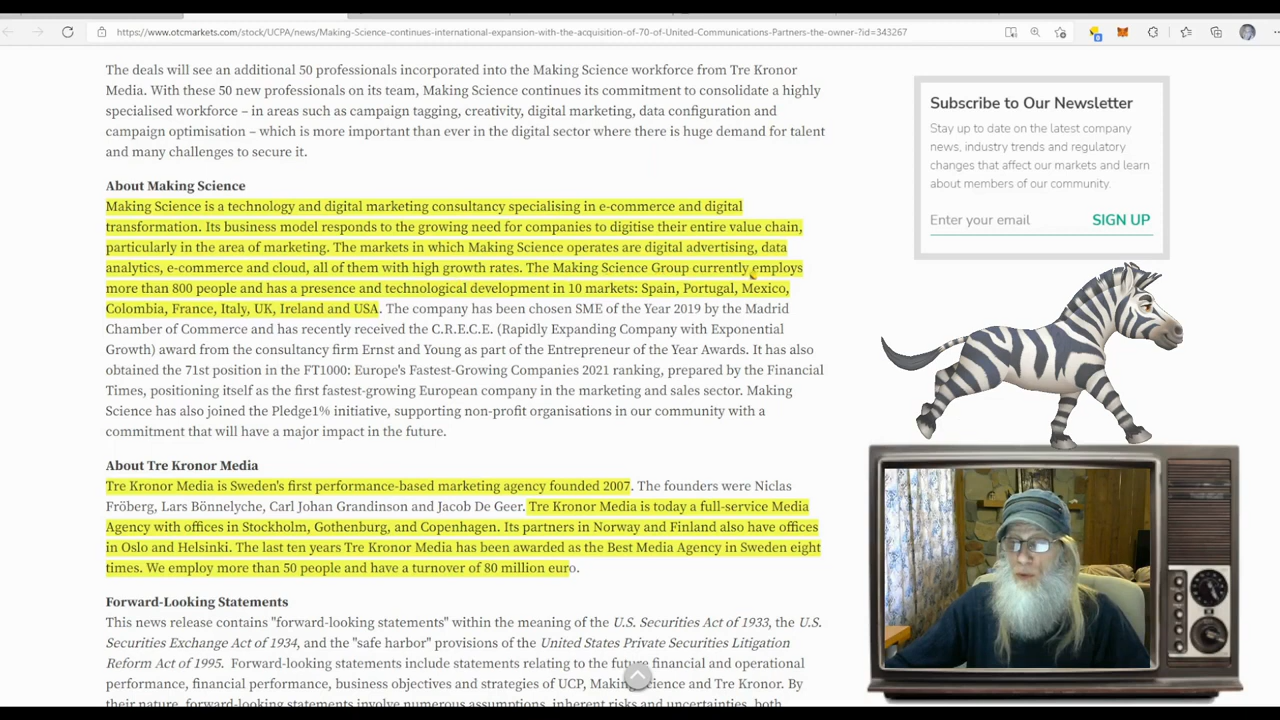 https://www.otcmarkets.com/stock/UCPA/news/Making-Science-continues-international-expansion-with-the-acquisition-of-70-of-United-Communications-Partners-the-owner-?id=343267
The deals will see an additional 50 professionals incorporated into the Making Science workforce from Tre Kronor
Media. With these 50 new professionals on its team, Making Science continues its commitment to consolidate a highly
specialised workforce – in areas such as campaign tagging, creativity, digital marketing, data configuration and
campaign optimisation – which is more important than ever in the digital sector where there is huge demand for talent
and many challenges to secure it.
About Making Science
Making Science is a technology and digital marketing consultancy specialising in e-commerce and digital
transformation. Its business model responds to the growing need for companies to digitise their entire value chain,
particularly in the area of marketing. The markets in which Making Science operates are digital advertising, data
analytics, e-commerce and cloud, all of them with high growth rates. The Making Science Group currently employs
more than 800 people and has a presence and technological development in 10 markets: Spain, Portugal, Mexico,
Colombia, France, Italy, UK, Ireland and USA. The company has been chosen SME of the Year 2019 by the Madrid
Chamber of Commerce and has recently received the C.R.E.C.E. (Rapidly Expanding Company with Exponential
Growth) award from the consultancy firm Ernst and Young as part of the Entrepreneur of the Year Awards. It has also
obtained the 71st position in the FT1000: Europe's Fastest-Growing Companies 2021 ranking, prepared by the Financial
Times, positioning itself as the first fastest-growing European company in the marketing and sales sector. Making
Science has also joined the Pledge1% initiative, supporting non-profit organisations in our community with a
commitment that will have a major impact in the future.
About Tre Kronor Media
Tre Kronor Media is Sweden's first performance-based marketing agency founded 2007. The founders were Niclas
Fröberg, Lars Bönnelyche, Carl Johan Grandinson and Jacob De Geer. Tre Kronor Media is today a full-service Media
Agency with offices in Stockholm, Gothenburg, and Copenhagen. Its partners in Norway and Finland also have offices
in Oslo and Helsinki. The last ten years Tre Kronor Media has been awarded as the Best Media Agency in Sweden eight
times. We employ more than 50 people and have a turnover of 80 million euro.
Forward-Looking Statements
This news release contains "forward-looking statements" within the meaning of the U.S. Securities Act of 1933, the U.S.
Securities Exchange Act of 1934, and the "safe harbor" provisions of the United States Private Securities Litigation
Reform Act of 1995. Forward-looking statements include statements relating to the future financial and operational
performance, financial performance, business objectives and strategies of UCP, Making Science and Tre Kronor. By
their nature, forward-looking statements involve numerous assumptions, inherent risks and uncertainties, both
Subscribe to Our Newsletter
Stay up to date on the latest company
news, industry trends and regulatory
changes that affect our markets and learn
about members of our community.
Enter your email SIGN UP